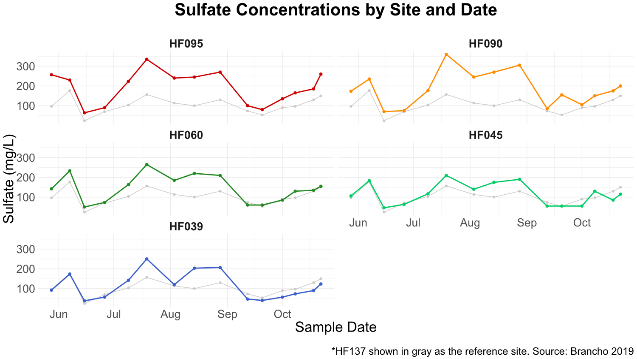 Sulfate Concentrations by Site and Date
HF095 HF090
300
200
100
HF060 HF045
300
200
100
Jun Jul Aug Sep Oct
HF039
300
200
100
Jun Jul Aug Sep Oct
Sulfate (mg/L)
Sample Date
*HF137 shown in gray as the reference site. Source: Brancho 2019